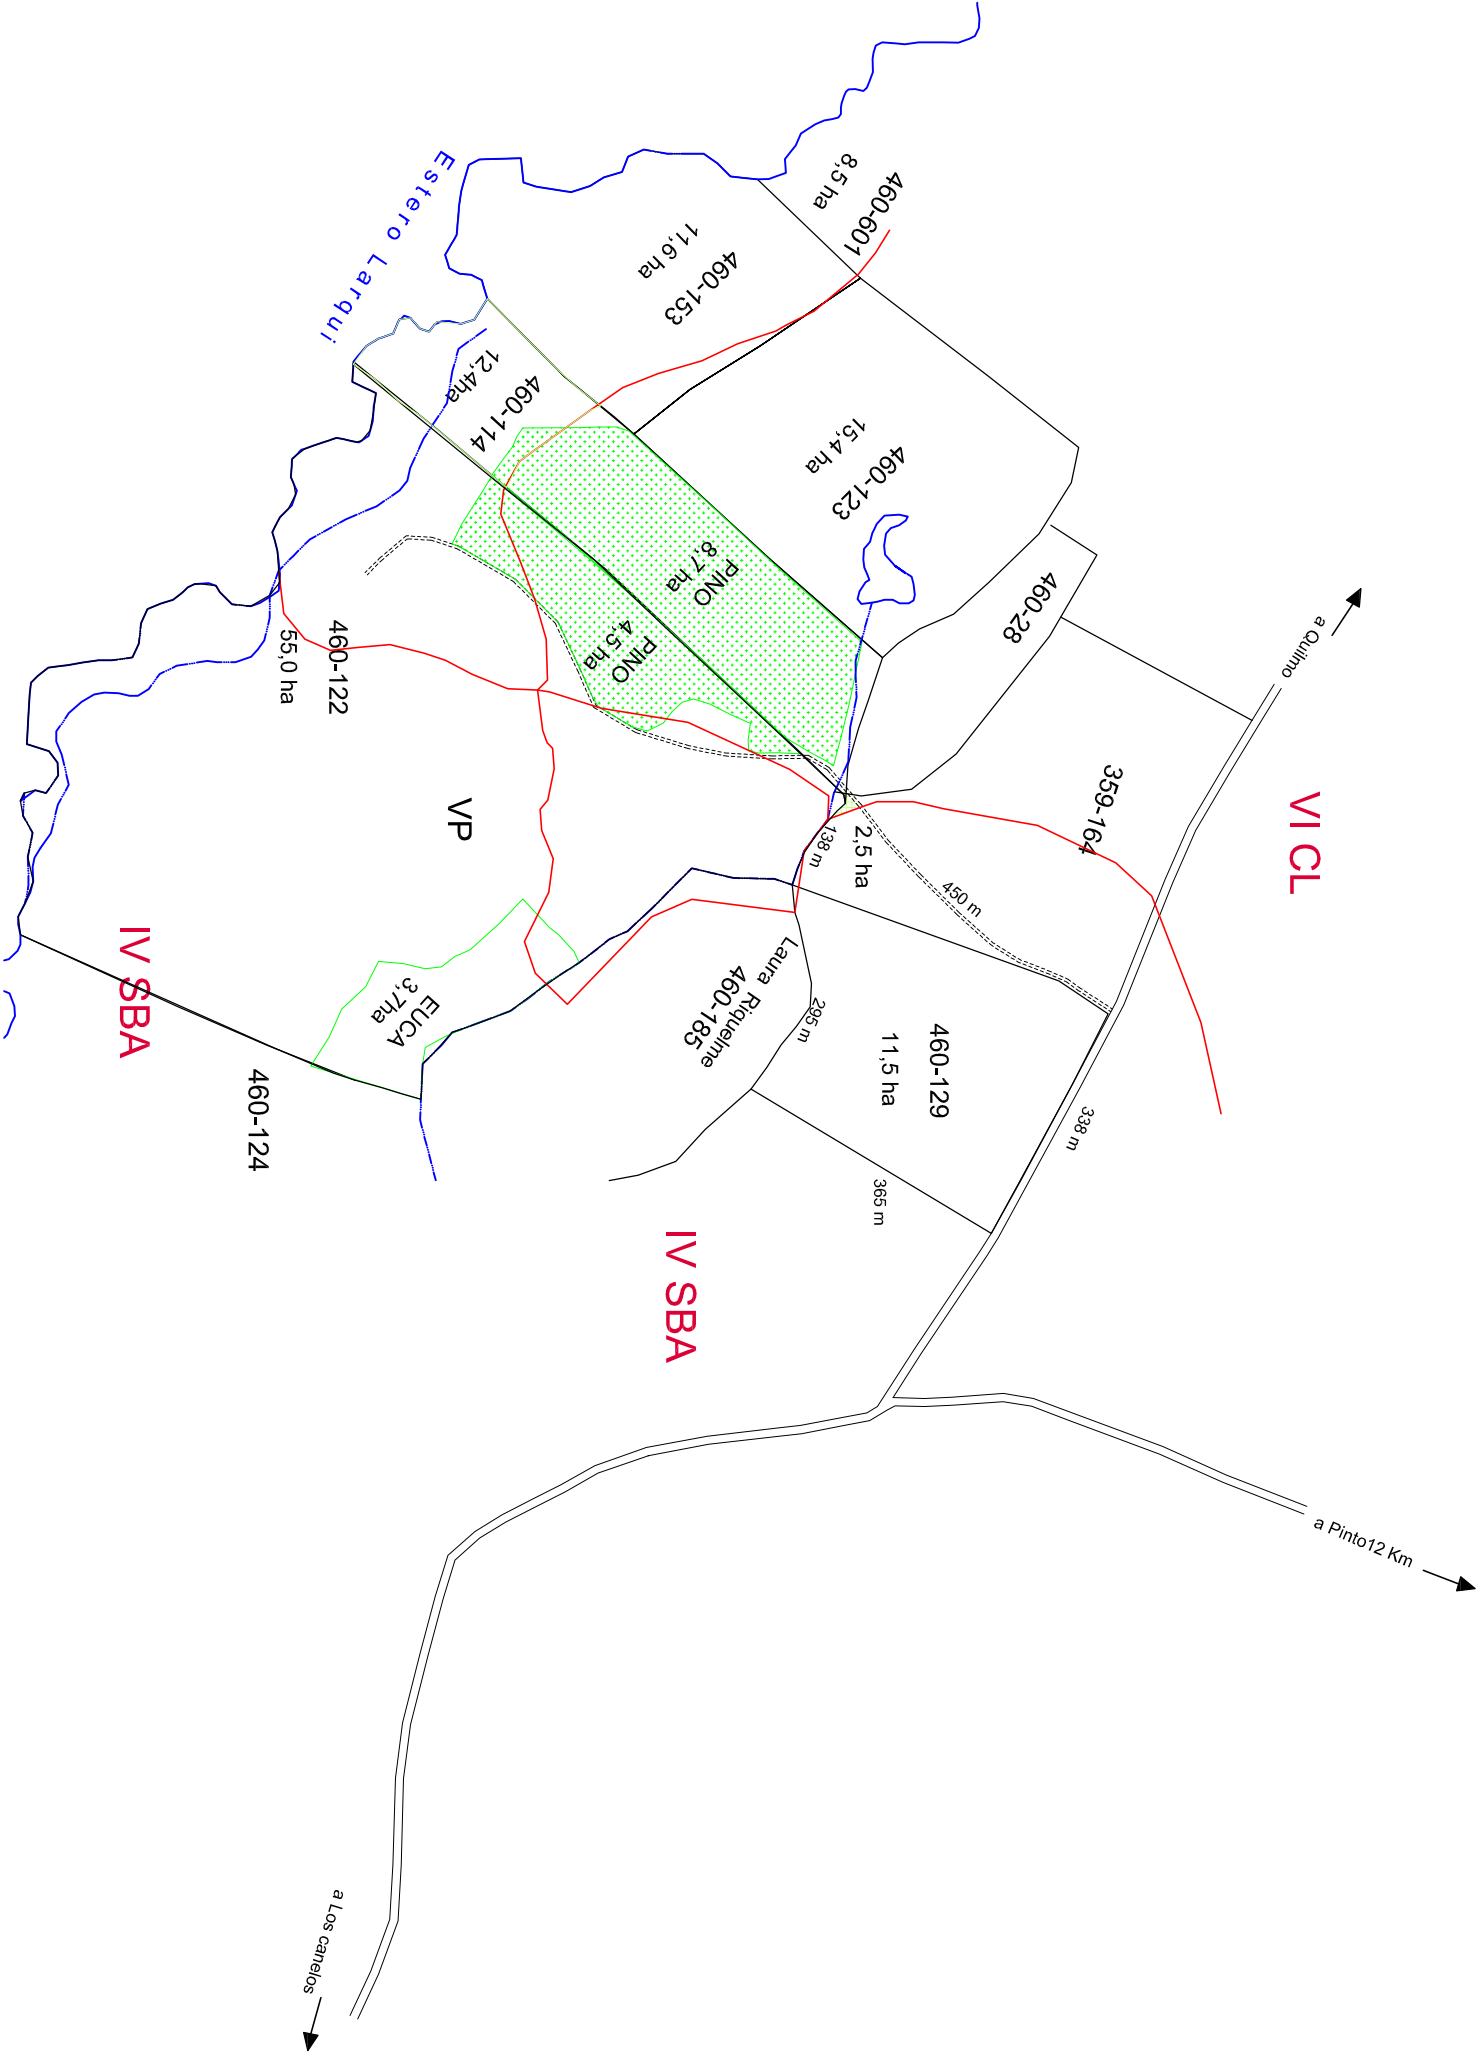 460-601
8,5 ha
460-153
11,6 ha
Estero Larqui
460-114
12,4ha
460-123
15,4 ha
460-28
a Quilmo
PINO
8,7 ha
PINO
4,5 ha
460-122
55,0 ha
359-164
VI CL
VP
138 m
2,5 ha
450 m
IV SBA
EUCA
3,7ha
Laura Riquelme
460-185
295 m
460-129
11,5 ha
338 m
460-124
365 m
IV SBA
a Pinto12 Km
a Los canelos